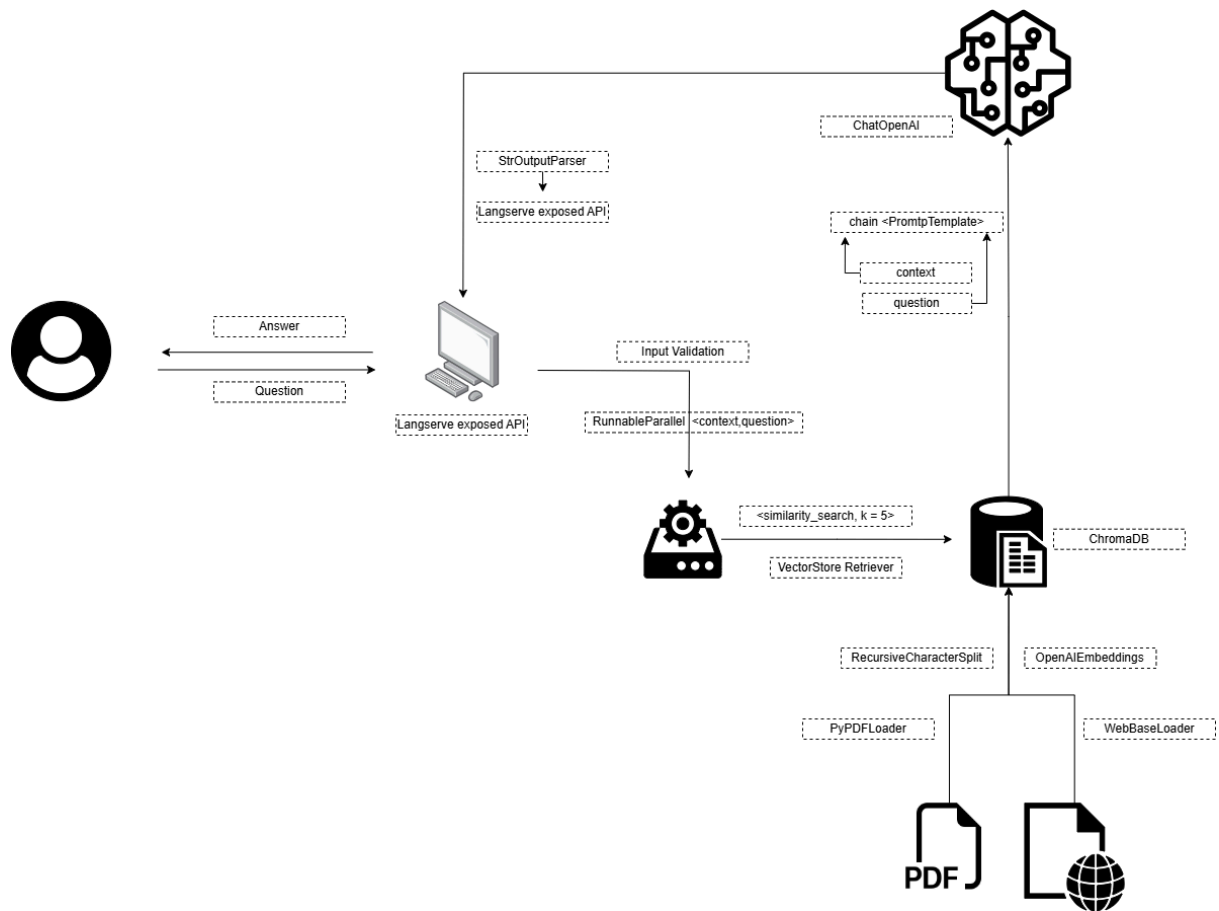 ChatOpenAI
StrOutputParser
Langserve exposed API
chain <PromtpTemplate>
context
question
Answer
Question
Langserve exposed API
Input Validation
RunnableParallel <context,question>
<similarity_search, k = 5>
VectorStore Retriever
ChromaDB
RecursiveCharacterSplit
OpenAIEmbeddings
PyPDFLoader
WebBaseLoader
PDF